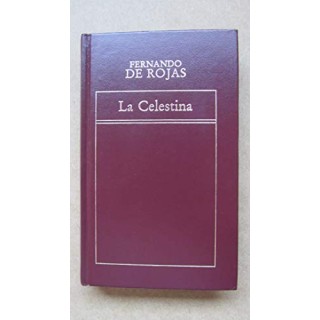 FERNANDO
DE ROJAS
La Celestina